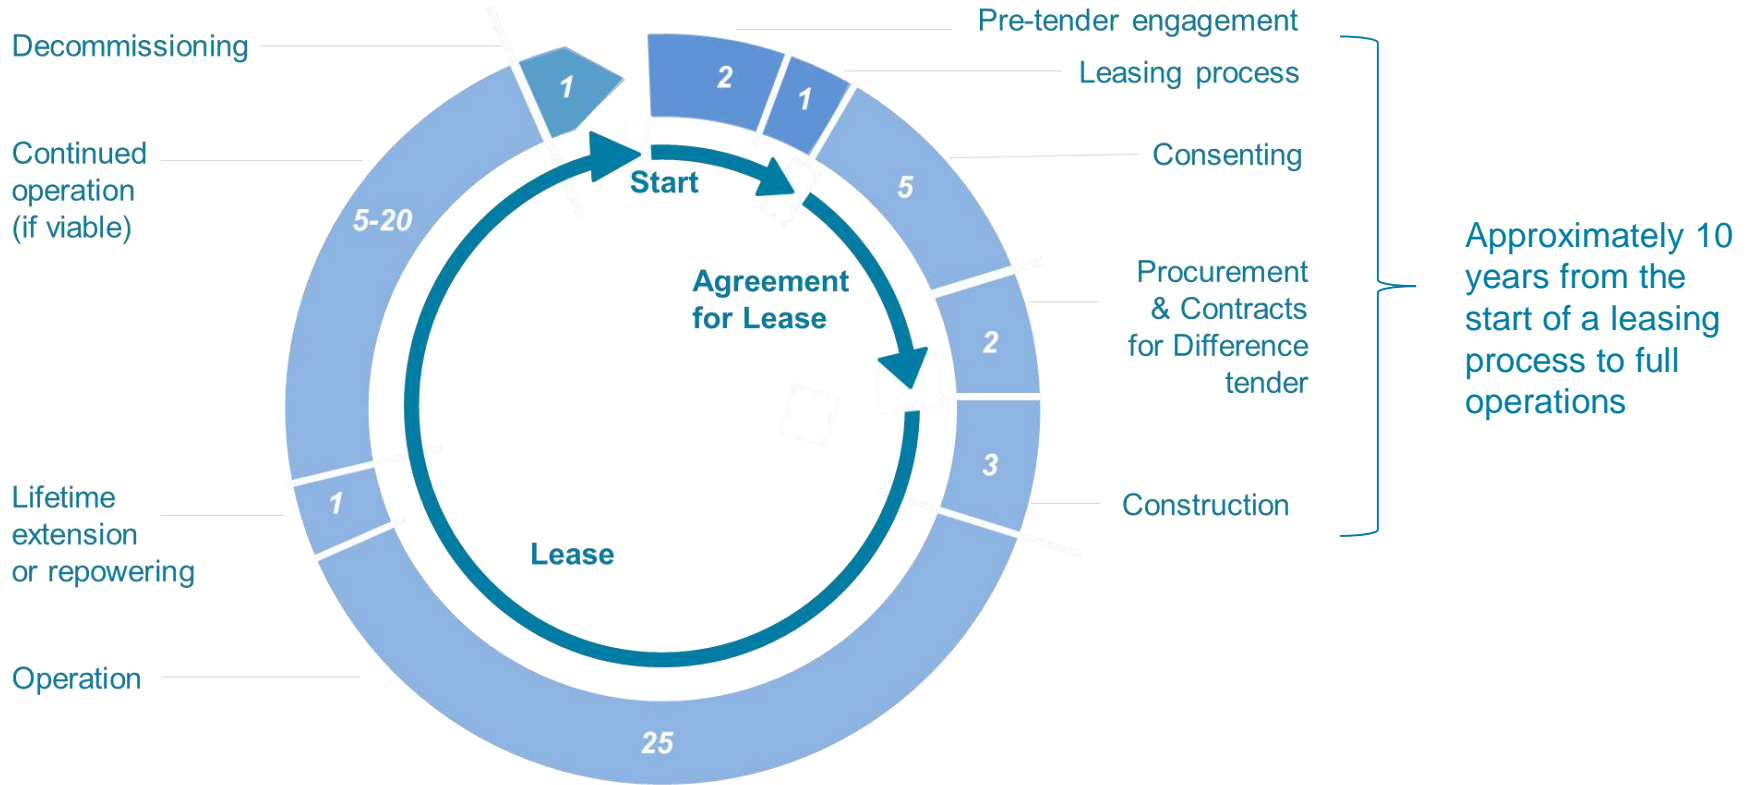 Pre-tender engagement
Leasing process
Consenting
Procurement
& Contracts
for Difference
tender
Construction
Approximately 10
years from the
start of a leasing
process to full
operations
Decommissioning
Continued
operation
(if viable)
Lifetime
extension
or repowering
Operation
2
1
5
2
3
25
1
5-20
1
Start
Agreement
for Lease
Lease